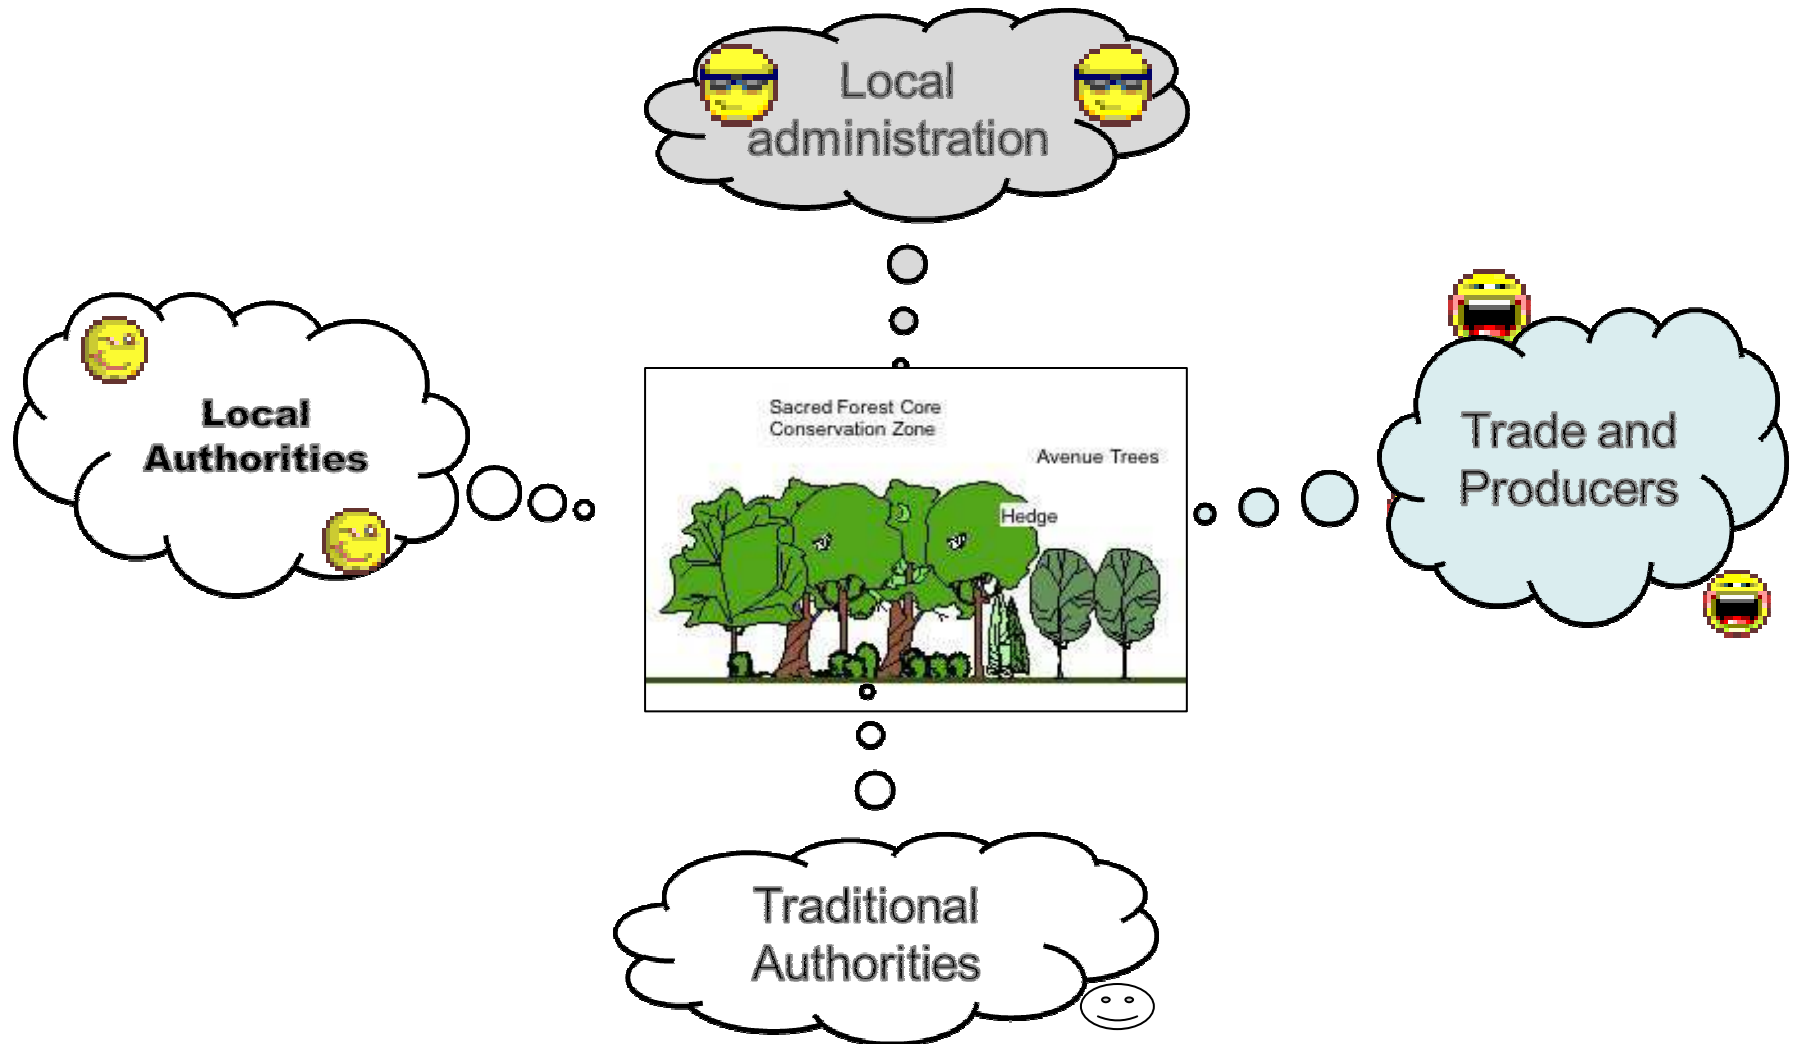 Local
administration
Local
Authorities
Sacred Forest Core
Conservation Zone
Avenue Trees
Hedge
Trade and
Producers
Traditional
Authorities